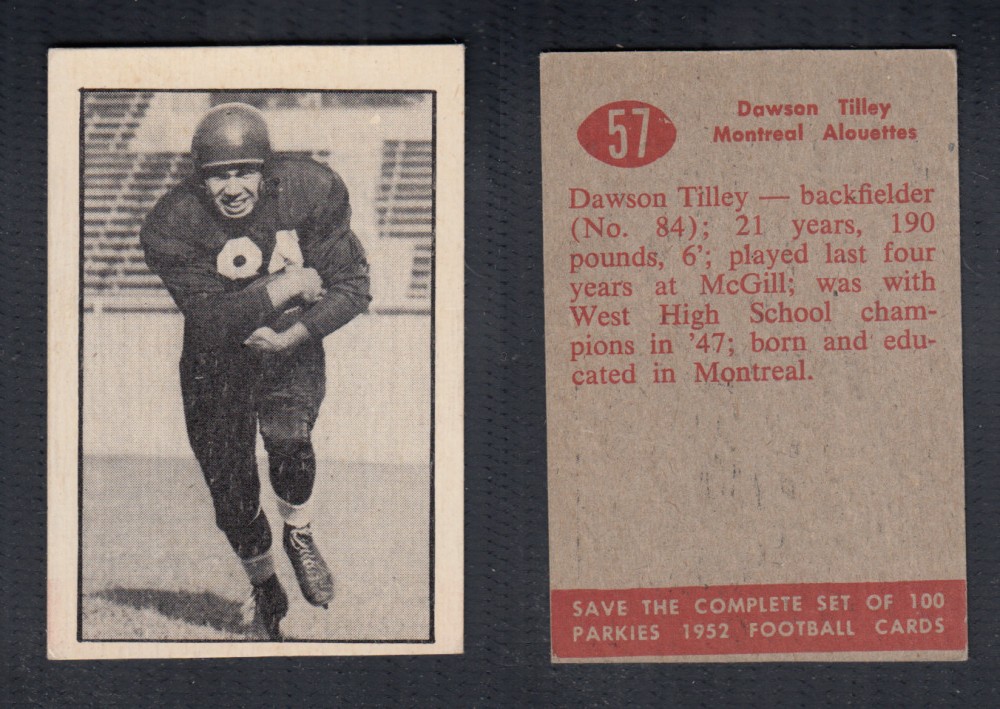 84
57
Dawson Tilley
Montreal Alouettes
Dawson Tilley — backfielder
(No. 84); 21 years, 190
pounds, 6'; played last four
years at McGill; was with
West High School cham-
pions in '47; born and edu-
cated in Montreal.
SAVE THE COMPLETE SET OF 100
PARKIES 1952 FOOTBALL CARDS